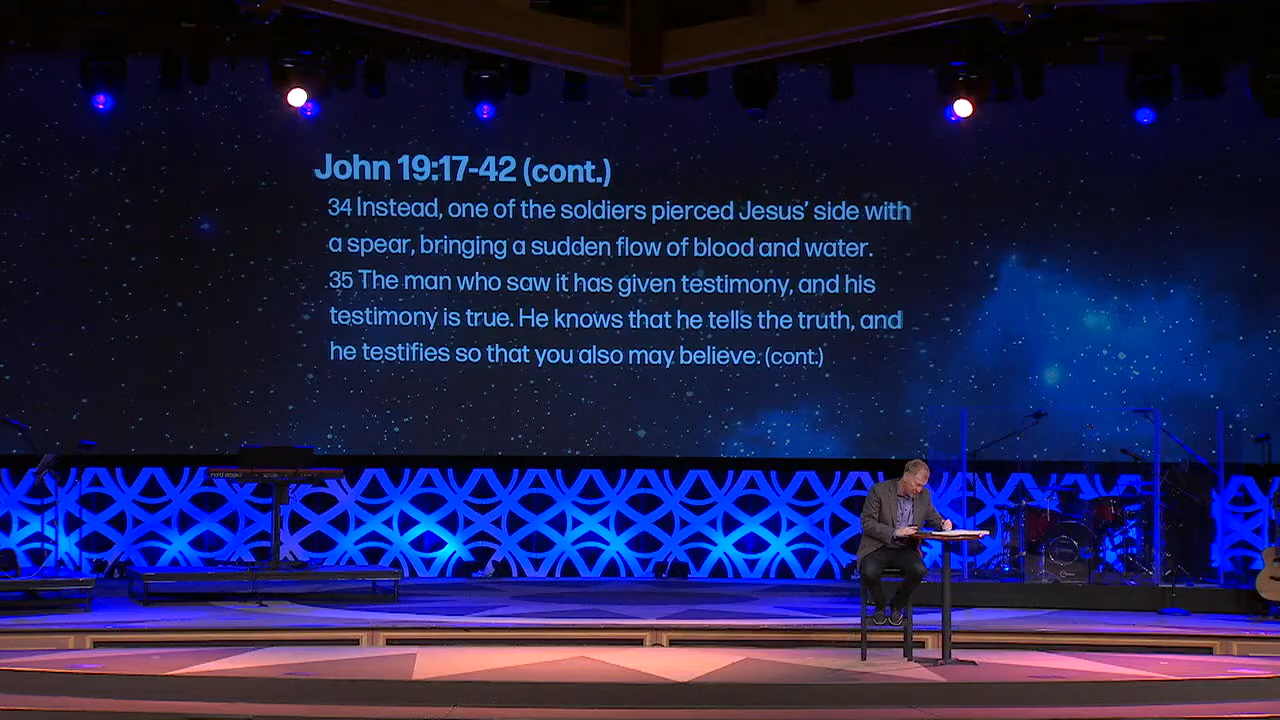 John 19:17-42 (cont.)
34 Instead, one of the soldiers pierced Jesus’ side with
a spear, bringing a sudden flow of blood and water.
35 The man who saw it has given testimony, and his
testimony is true. He knows that he tells the truth, and
he testifies so that you also may believe. (cont.)
nord stage